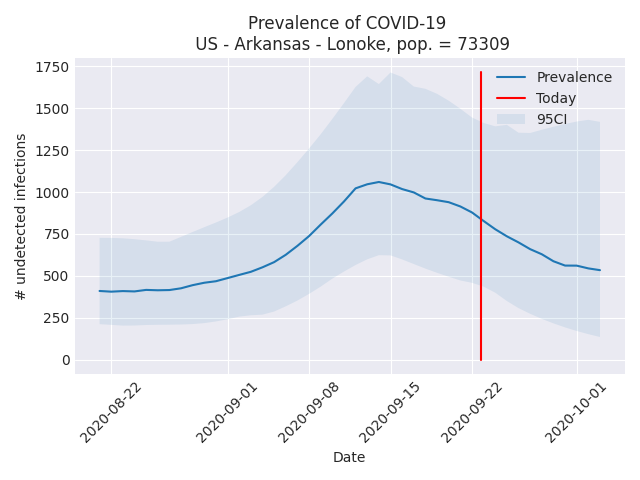 Prevalence of COVID-19
US - Arkansas - Lonoke, pop. = 73309
1750
1500
1250
1000
750
500
250
0
# undetected infections
Prevalence
Today
95CI
2020-08-22
2020-09-01
2020-09-08
2020-09-15
2020-09-22
2020-10-01
Date